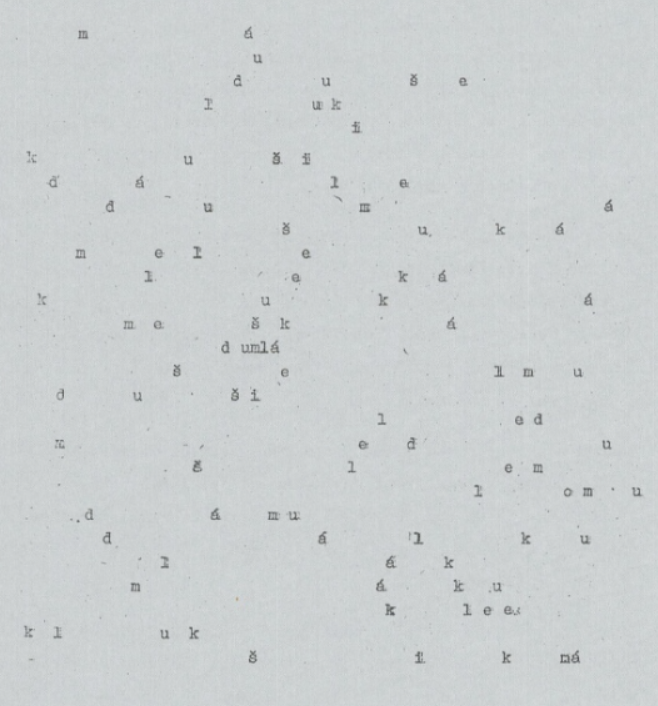 m á
u
d u š e
l u k
i
k u š i
ď á l e
d u m á
š u k á
m e l e
l e k á
k u k á
m e š k á
d umlá
š e l m u
d u š i
l e d
m e d u
š l e m
l o m u
d á m u
d á l k u
l á k
m á k u
k l e e
k l u k
š i k má